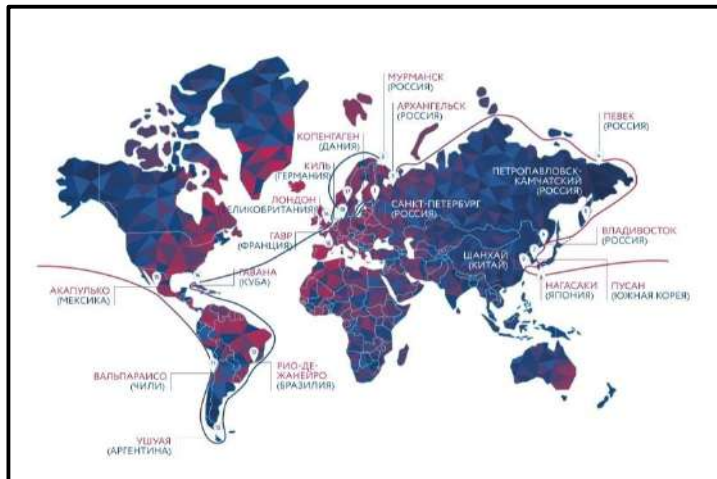 МУРМАНСК
(РОССИЯ)
АРХАНГЕЛЬСК
(РОССИЯ)
ПЕВЕК
(РОССИЯ)
КОПЕНГАГЕН
(ДАНИЯ)
КИЛЬ
(ГЕРМАНИЯ)
ПЕТРОПАВЛОВСК-
КАМЧАТСКИЙ
(РОССИЯ)
ЛОНДОН
ВЕЛИКОБРИТАНИЯ)
САНКТ-ПЕТЕРБУРГ
(РОССИЯ)
ГАВР
(ФРАНЦИЯ)
ВЛАДИВОСТОК
(РОССИЯ)
ШАНХАЙ
(КИТАЙ)
ГАВАНА
(КУБА)
НАГАСАКИ
(ЯПОНИЯ)
ПУСАН
(ЮЖНАЯ КОРЕЯ)
АКАПУЛЬКО
(МЕКСИКА)
ВАЛЬПАРАИСО
(ЧИЛИ)
РИО-ДЕ-
ЖАНЕЙРО
(БРАЗИЛИЯ)
УШУАЯ
(АРГЕНТИНА)